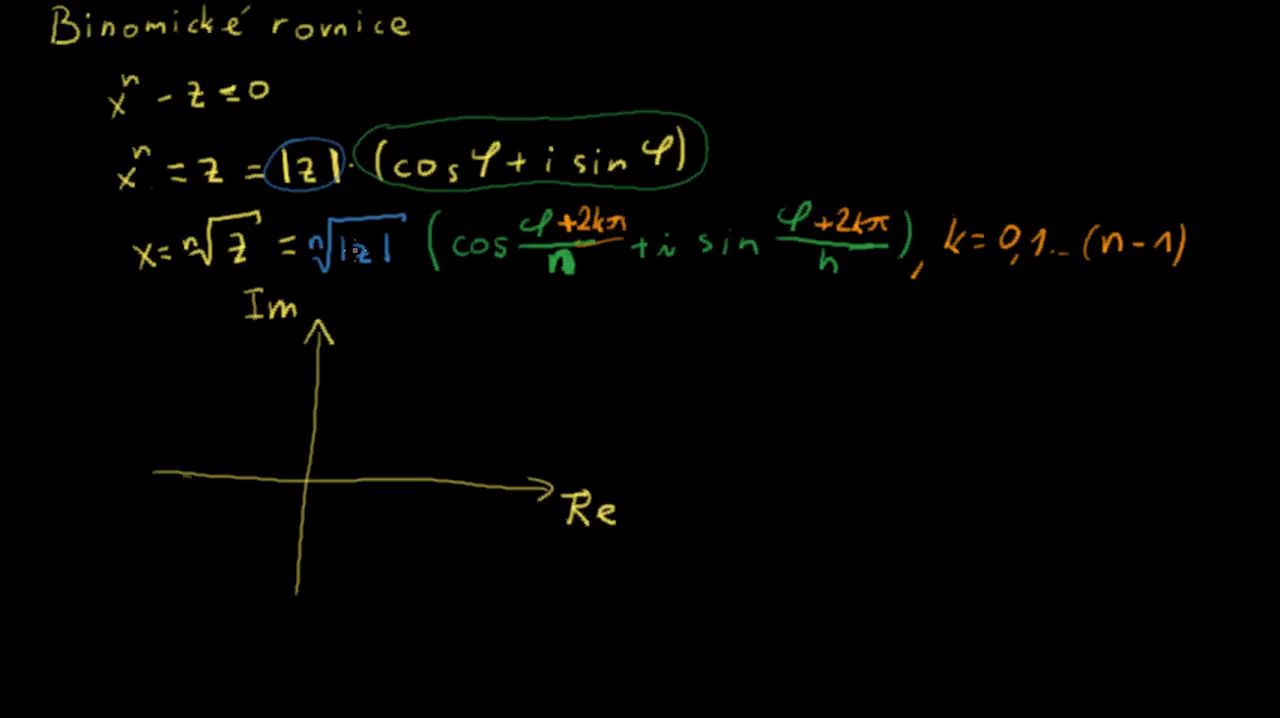 Binomické rovnice
xⁿ - z = 0
xⁿ = z = |z| · (cos φ + i sin φ)
x = ⁿ√z = ⁿ√|z| (cos (φ+2kπ)/n + i sin (φ+2kπ)/n), k = 0,1.. (n-1)
Im
Re